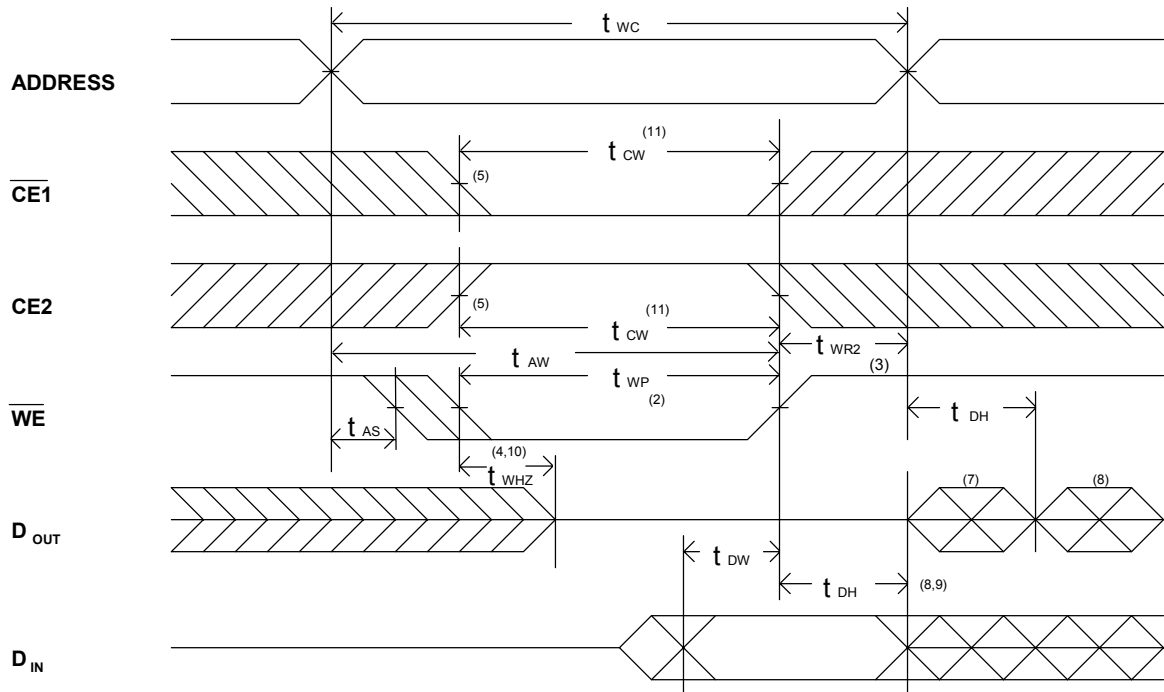 t WC
ADDRESS
(11)
t CW
CE1
(5)
CE2
(5)
(11)
t CW
t WR2
t AW
(3)
t WP
(2)
WE
t DH
t AS
(4,10)
t WHZ
(7)
(8)
D OUT
t DW
t DH
(8,9)
D IN